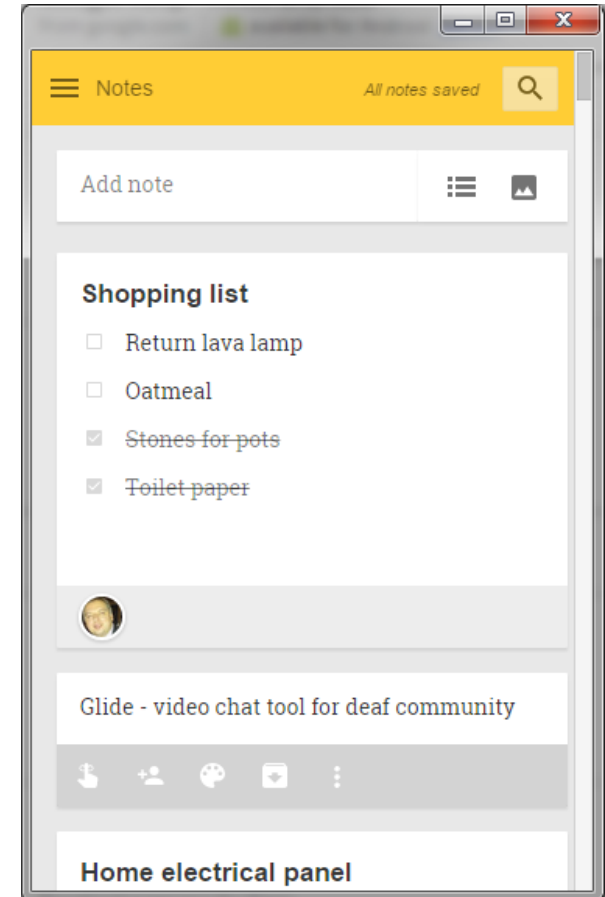 Notes
All notes saved
Add note
Shopping list
Return lava lamp
Oatmeal
Stones for pots
Toilet paper
Glide - video chat tool for deaf community
Home electrical panel